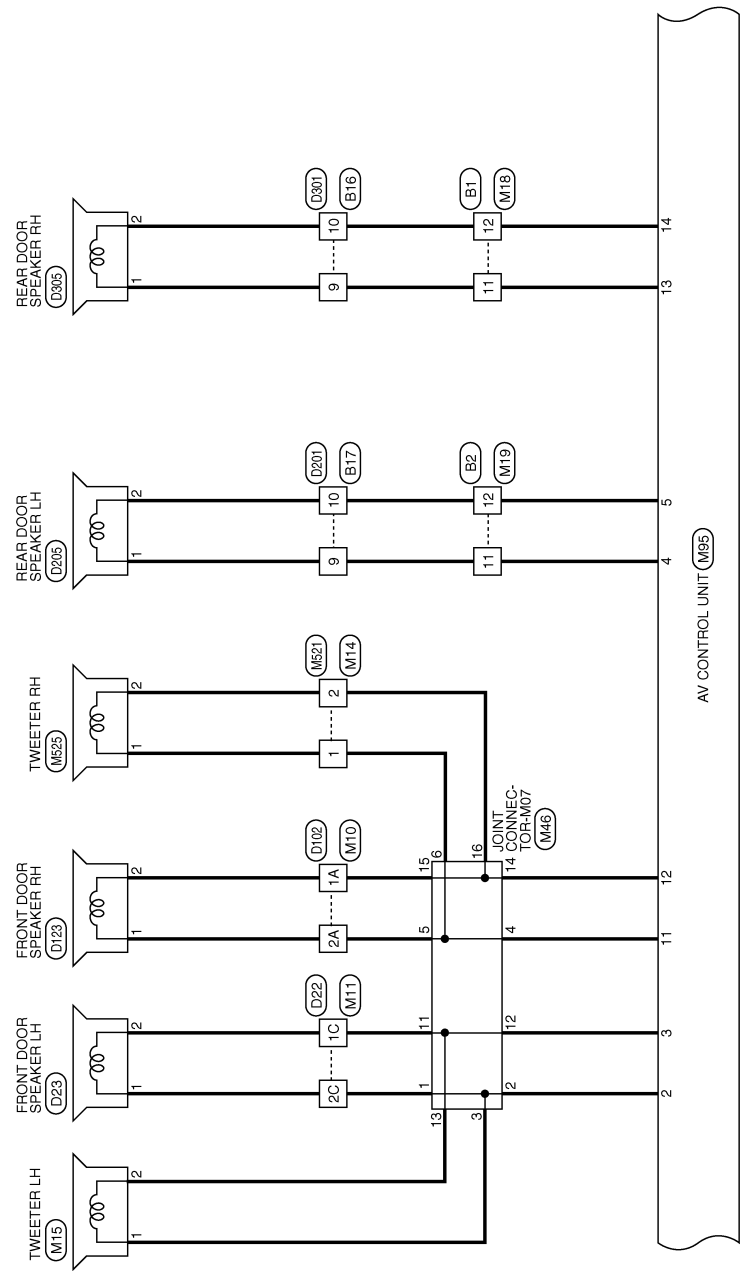 REAR DOOR
SPEAKER RH
D305
1
2
9
10
D301
B16
11
12
B1
M18
13
14
REAR DOOR
SPEAKER LH
D205
1
2
9
10
D201
B17
11
12
B2
M19
4
5
TWEETER RH
M525
1
2
1
2
M521
M14
FRONT DOOR
SPEAKER RH
D123
1
2
2A
1A
D102
M10
5
15
6
16
4
14
JOINT
CONNEC-
TOR-M07
M46
11
12
FRONT DOOR
SPEAKER LH
D23
1
2
2C
1C
D22
M11
1
11
13
3
2
12
2
3
TWEETER LH
M15
1
2
AV CONTROL UNIT M95